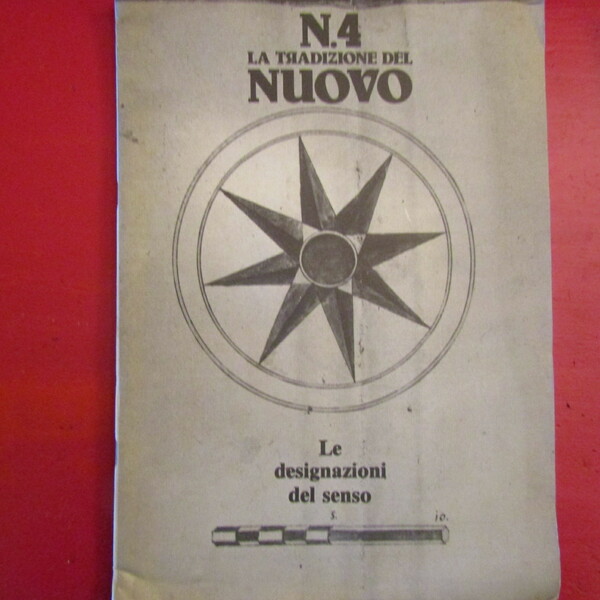 N.4
LA TRADIZIONE DEL
NUOVO
Le
designazioni
del senso
5. 10.